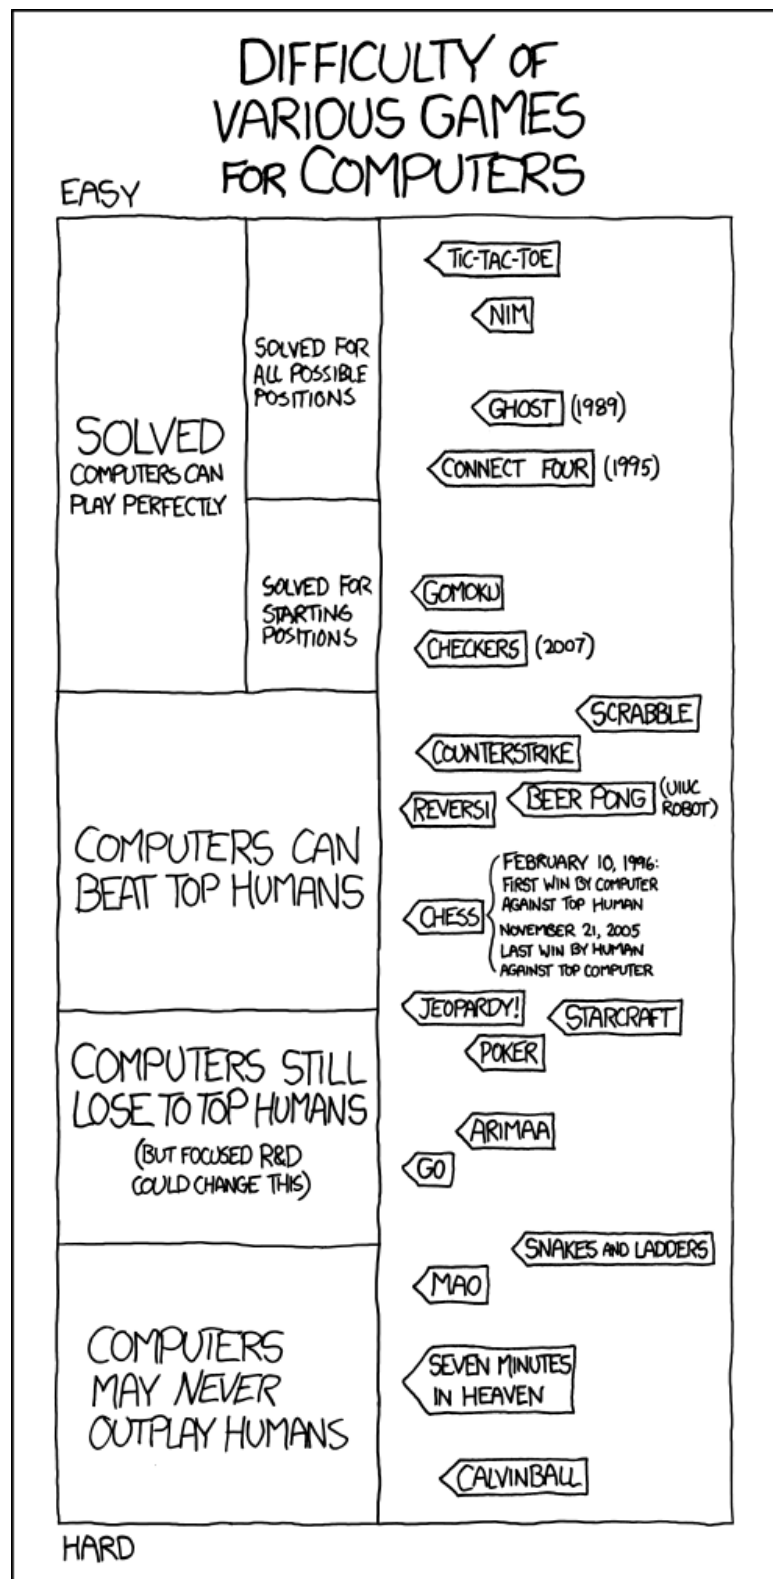 DIFFICULTY OF
VARIOUS GAMES
FOR COMPUTERS
EASY
SOLVED
COMPUTERS CAN
PLAY PERFECTLY
SOLVED FOR
ALL POSSIBLE
POSITIONS
TIC-TAC-TOE
NIM
GHOST (1989)
CONNECT FOUR (1995)
SOLVED FOR
STARTING
POSITIONS
GOMOKU
CHECKERS (2007)
COMPUTERS CAN
BEAT TOP HUMANS
SCRABBLE
COUNTERSTRIKE
REVERSI
BEER PONG (UIUC
ROBOT)
CHESS
FEBRUARY 10, 1996:
FIRST WIN BY COMPUTER
AGAINST TOP HUMAN
NOVEMBER 21, 2005
LAST WIN BY HUMAN
AGAINST TOP COMPUTER
JEOPARDY!
STARCRAFT
COMPUTERS STILL
LOSE TO TOP HUMANS
(BUT FOCUSED R&D
COULD CHANGE THIS)
POKER
ARIMAA
GO
COMPUTERS
MAY NEVER
OUTPLAY HUMANS
SNAKES AND LADDERS
MAO
SEVEN MINUTES
IN HEAVEN
CALVINBALL
HARD